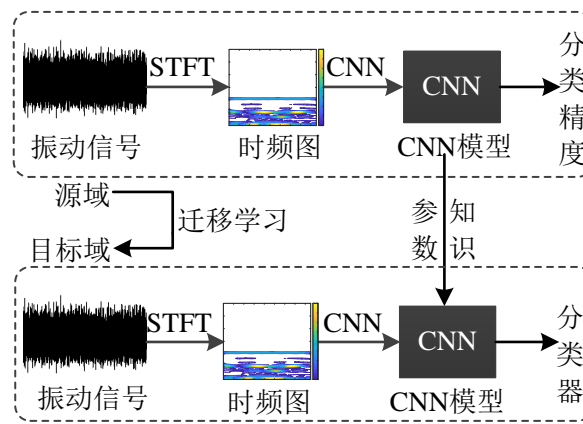 STFT
CNN
CNN
分类精度
振动信号
时频图
CNN模型
源域
迁移学习
目标域
参数
知识
STFT
CNN
CNN
分类器
振动信号
时频图
CNN模型